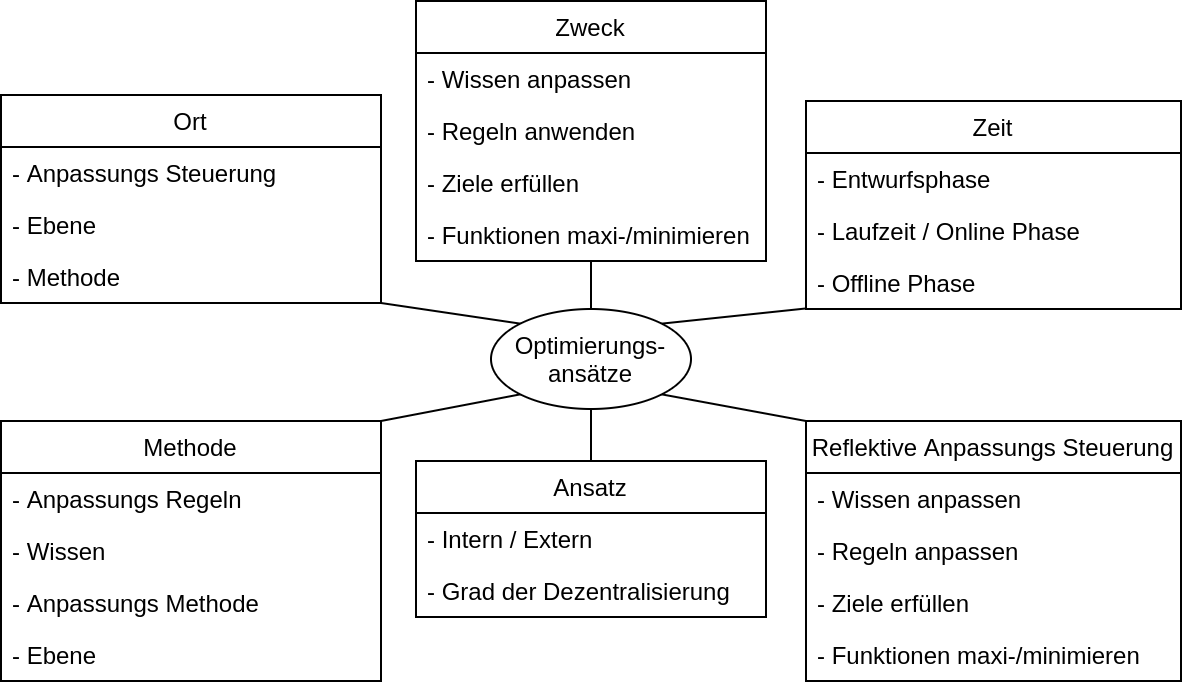 Zweck
- Wissen anpassen
- Regeln anwenden
- Ziele erfüllen
- Funktionen maxi-/minimieren
Ort
- Anpassungs Steuerung
- Ebene
- Methode
Zeit
- Entwurfsphase
- Laufzeit / Online Phase
- Offline Phase
Optimierungs-
ansätze
Methode
- Anpassungs Regeln
- Wissen
- Anpassungs Methode
- Ebene
Ansatz
- Intern / Extern
- Grad der Dezentralisierung
Reflektive Anpassungs Steuerung
- Wissen anpassen
- Regeln anpassen
- Ziele erfüllen
- Funktionen maxi-/minimieren